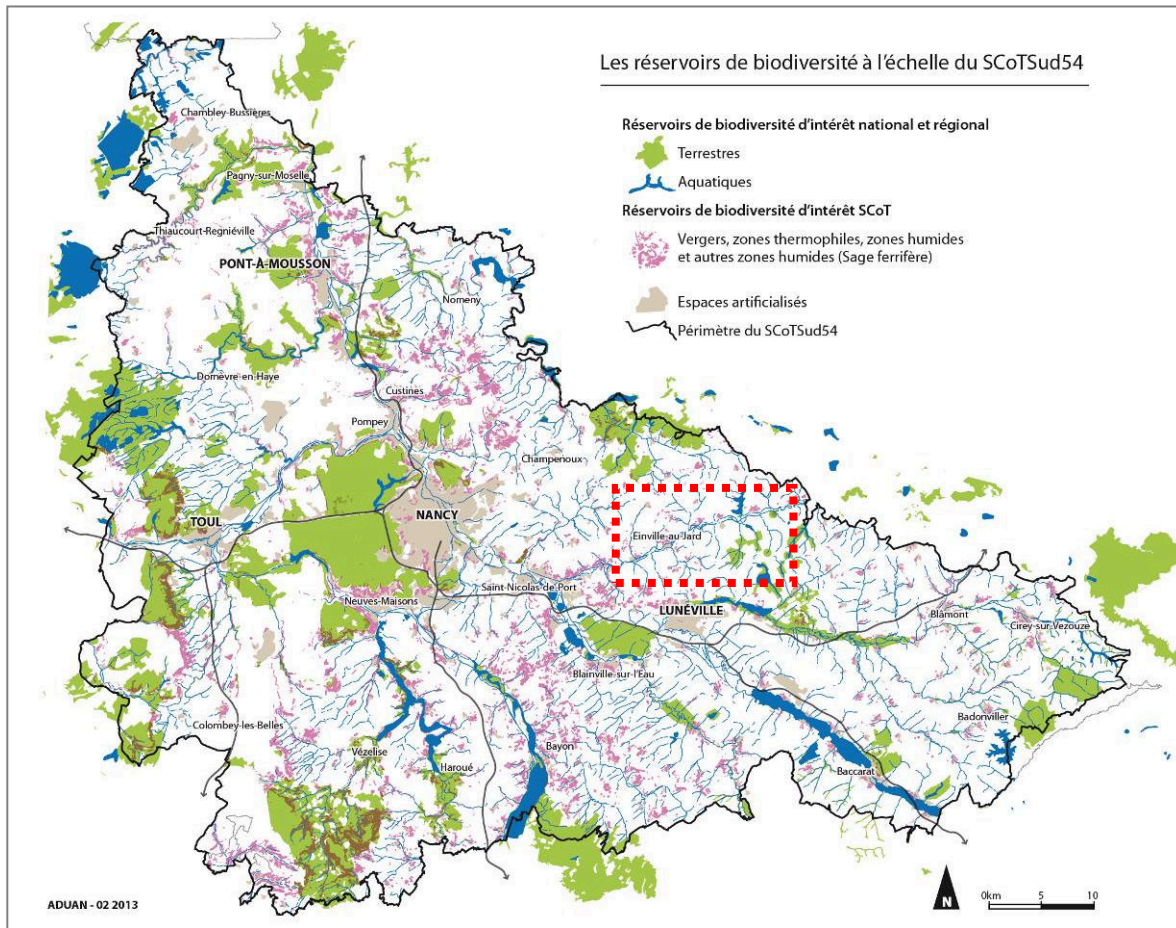 Les réservoirs de biodiversité à l'échelle du SCoTSud54
Réservoirs de biodiversité d'intérêt national et régional
Terrestres
Aquatiques
Réservoirs de biodiversité d'intérêt SCoT
Vergers, zones thermophiles, zones humides
et autres zones humides (Sage ferrifère)
Espaces artificialisés
Périmètre du SCoTSud54
Chambley-Bussières
Pagny-sur-Moselle
Thiaucourt-Regniéville
PONT-À-MOUSSON
Nomeny
Domèvre-en-Haye
Custines
Pompey
Champenoux
TOUL
NANCY
Einville-au-Jard
Saint-Nicolas-de-Port
Neuves-Maisons
LUNÉVILLE
Blâmont
Cirey-sur-Vezouze
Blainville-sur-l'Eau
Colombey-les-Belles
Badonviller
Vézelise
Bayon
Haroué
Baccarat
ADUAN - 02 2013
N
0km 5 10